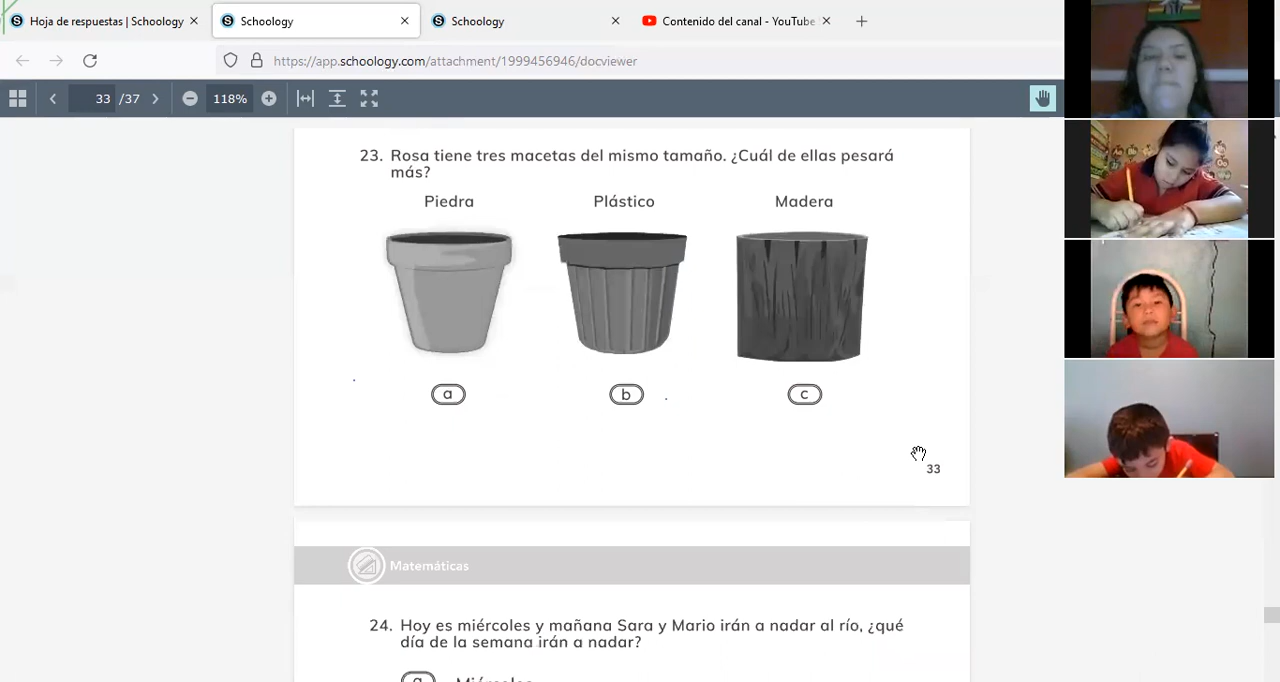 Hoja de respuestas | Schoology
Schoology
Schoology
Contenido del canal - YouTube
https://app.schoology.com/attachment/1999456946/docviewer
33 /37
118%
23. Rosa tiene tres macetas del mismo tamaño. ¿Cuál de ellas pesará
más?
Piedra Plástico Madera
a b c
33
Matemáticas
24. Hoy es miércoles y mañana Sara y Mario irán a nadar al río, ¿qué
día de la semana irán a nadar?
a Miércoles